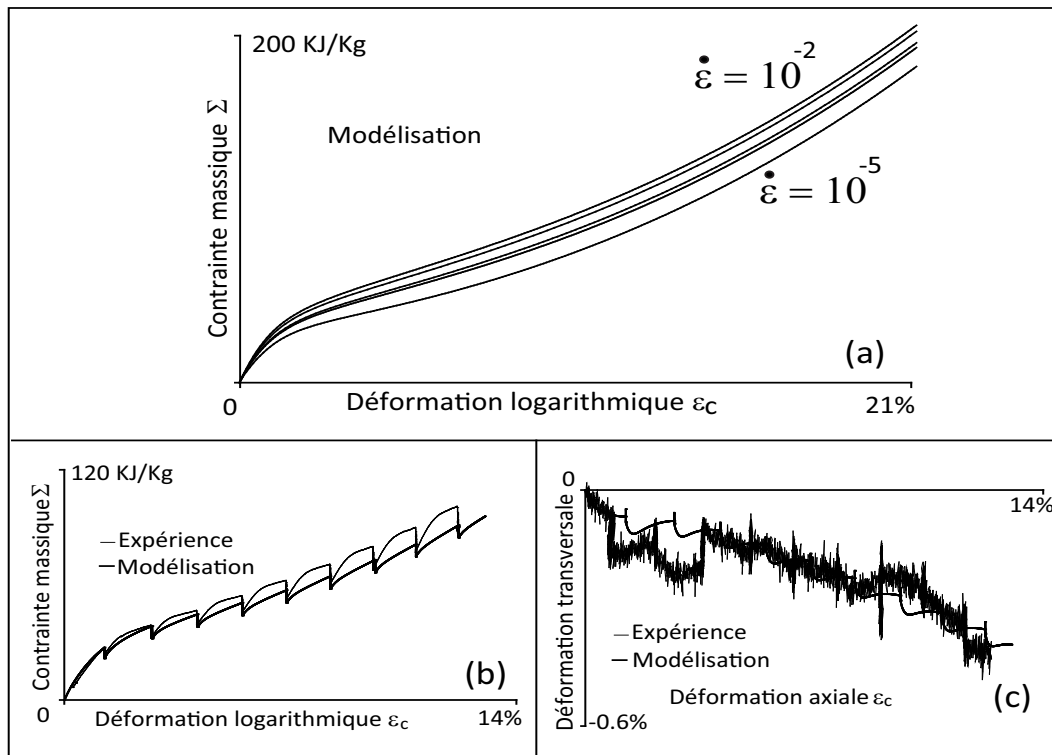 200 KJ/Kg
ε̇ = 10⁻²
Modélisation
ε̇ = 10⁻⁵
Contrainte massique Σ
(a)
0
Déformation logarithmique εc
21%
120 KJ/Kg
Contrainte massique Σ
Expérience
Modélisation
(b)
0
Déformation logarithmique εc
14%
0
14%
Déformation transversale
Expérience
Modélisation
Déformation axiale εc
(c)
-0.6%